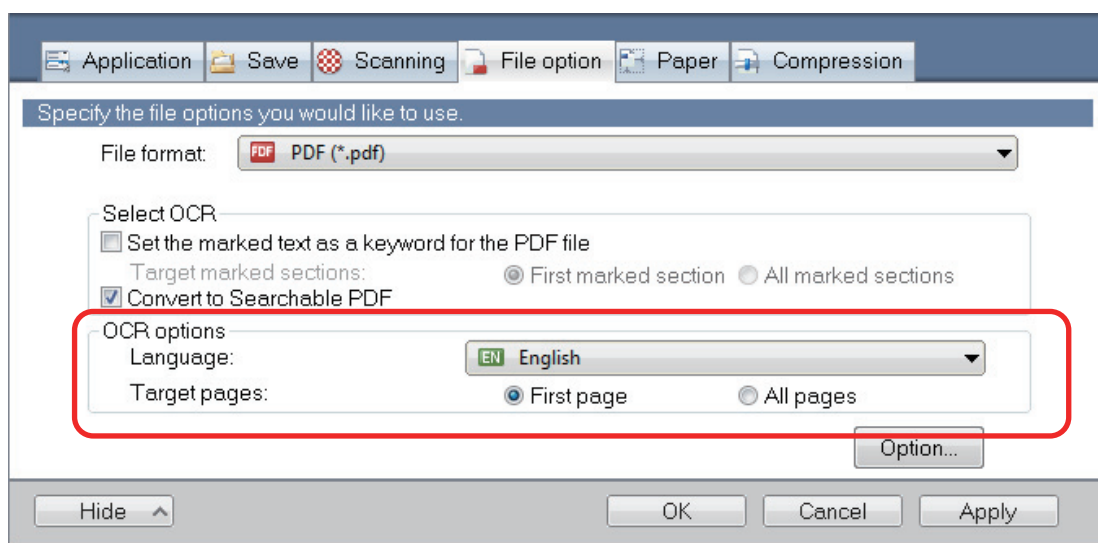 Application Save Scanning File option Paper Compression
Specify the file options you would like to use.
File format: PDF PDF (*.pdf)
Select OCR
Set the marked text as a keyword for the PDF file
Target marked sections: First marked section All marked sections
Convert to Searchable PDF
OCR options
Language: EN English
Target pages: First page All pages
Option...
Hide OK Cancel Apply